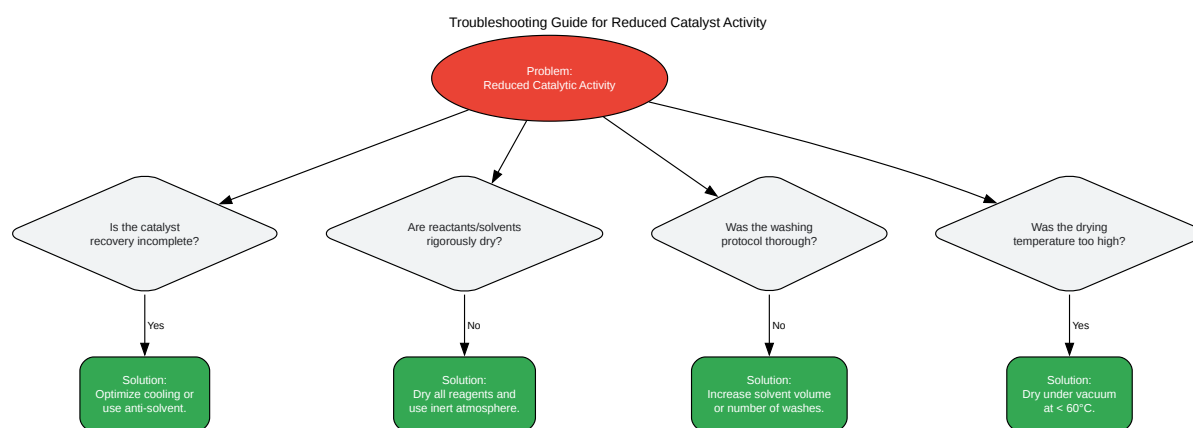 Troubleshooting Guide for Reduced Catalyst Activity
Problem:
Reduced Catalytic Activity
Is the catalyst
recovery incomplete?
Are reactants/solvents
rigorously dry?
Was the washing
protocol thorough?
Was the drying
temperature too high?
Yes
No
No
Yes
Solution:
Optimize cooling or
use anti-solvent.
Solution:
Dry all reagents and
use inert atmosphere.
Solution:
Increase solvent volume
or number of washes.
Solution:
Dry under vacuum
at < 60°C.